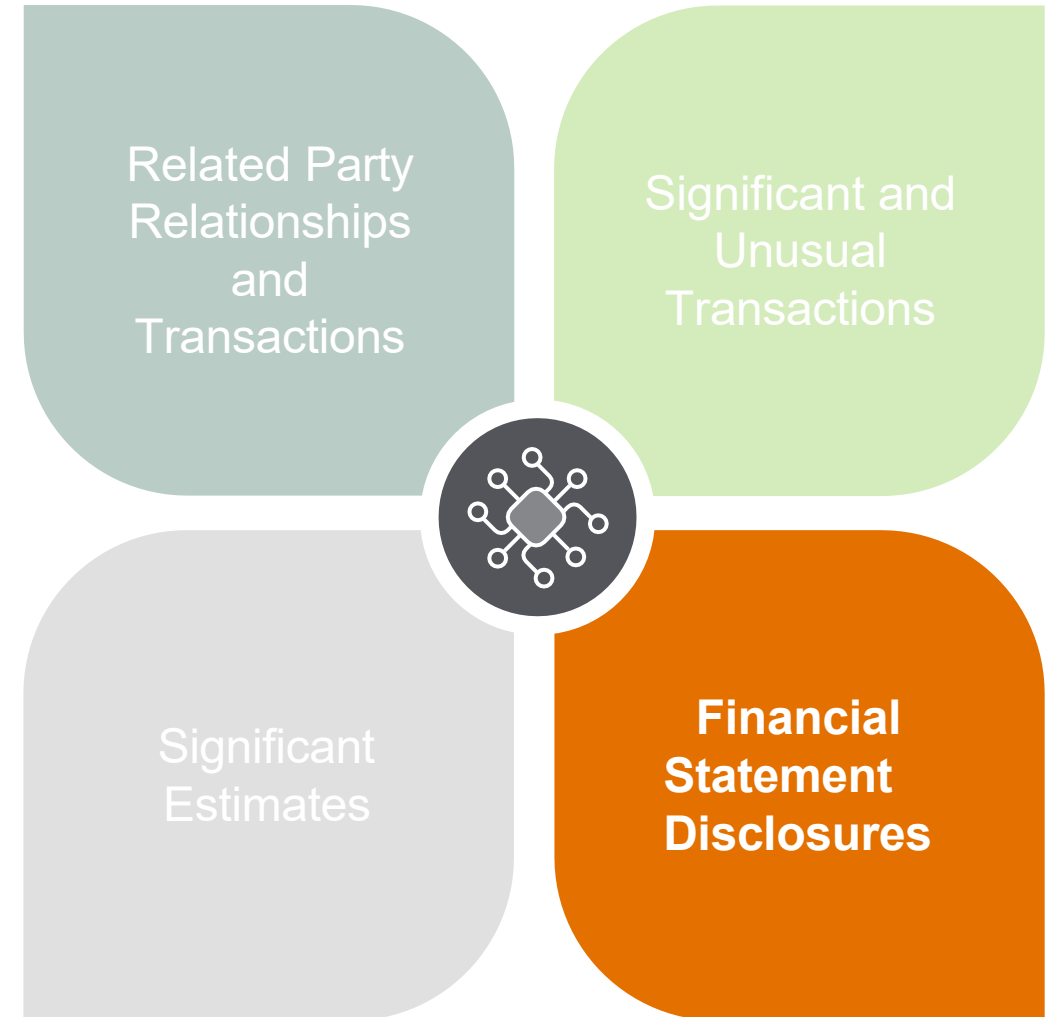 Related Party
Relationships
and
Transactions
Significant and
Unusual
Transactions
Significant
Estimates
Financial
Statement
Disclosures